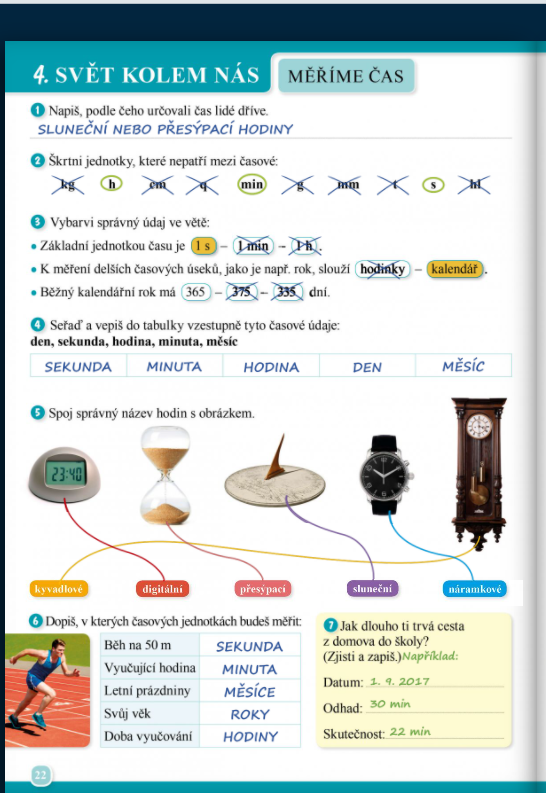 4. SVĚT KOLEM NÁS
MĚŘÍME ČAS
1 Napiš, podle čeho určovali čas lidé dříve.
SLUNEČNÍ NEBO PŘESÝPACÍ HODINY
2 Škrtni jednotky, které nepatří mezi časové:
kg h cm q min g mm t s hl
3 Vybarvi správný údaj ve větě:
• Základní jednotkou času je 1 s – 1 min – 1 h.
• K měření delších časových úseků, jako je např. rok, slouží hodinky – kalendář.
• Běžný kalendářní rok má 365 – 375 – 335 dní.
4 Seřaď a vepiš do tabulky vzestupně tyto časové údaje:
den, sekunda, hodina, minuta, měsíc
SEKUNDA MINUTA HODINA DEN MĚSÍC
5 Spoj správný název hodin s obrázkem.
23:40
kyvadlové digitální přesýpací sluneční náramkové
6 Dopiš, v kterých časových jednotkách budeš měřit:
Běh na 50 m SEKUNDA
Vyučující hodina MINUTA
Letní prázdniny MĚSÍCE
Svůj věk ROKY
Doba vyučování HODINY
7 Jak dlouho ti trvá cesta
z domova do školy?
(Zjisti a zapiš.) Například:
Datum: 1. 9. 2017
Odhad: 30 min
Skutečnost: 22 min
22